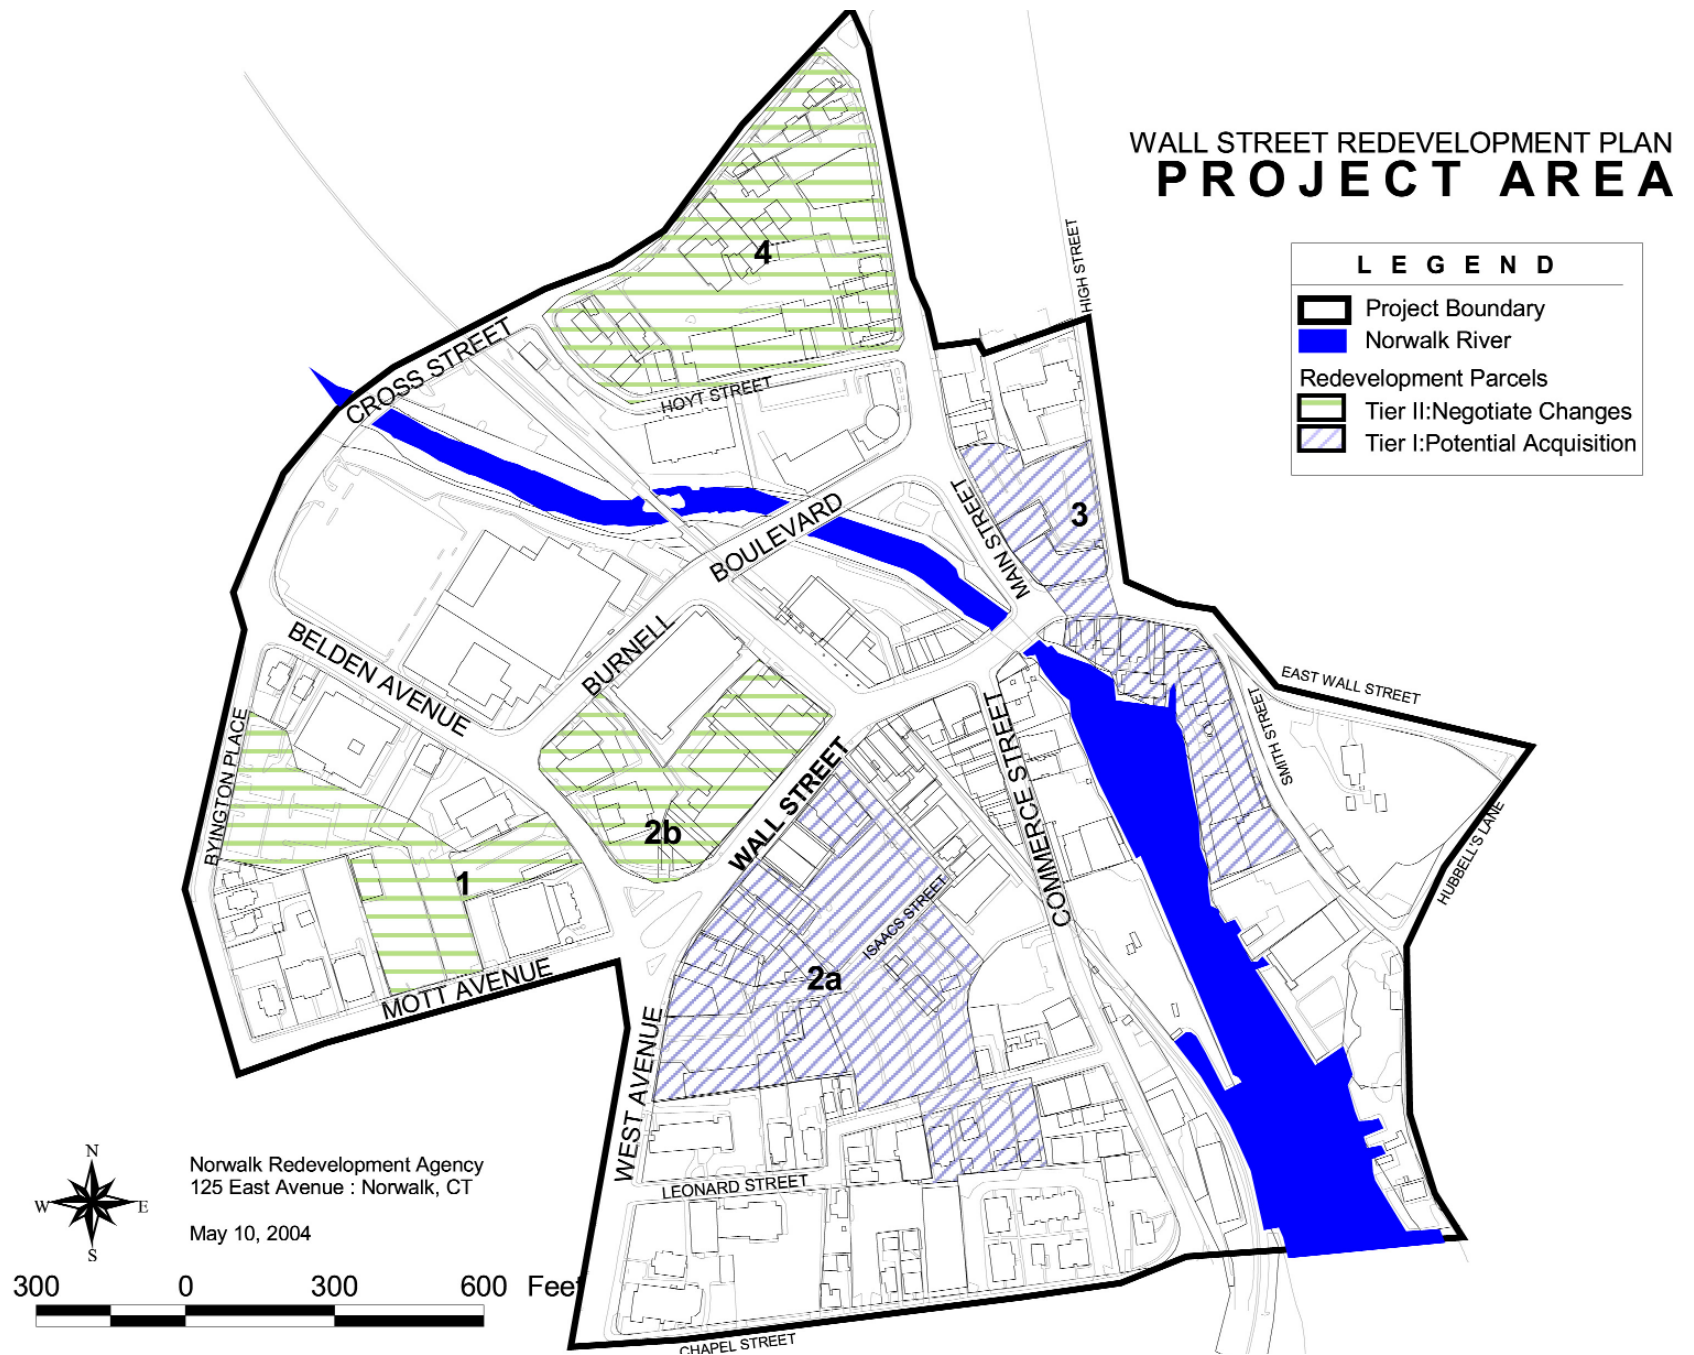 WALL STREET REDEVELOPMENT PLAN
PROJECT AREA
LEGEND
Project Boundary
Norwalk River
Redevelopment Parcels
Tier II:Negotiate Changes
Tier I:Potential Acquisition
HIGH STREET
4
CROSS STREET
HOYT STREET
BOULEVARD
MAIN STREET
3
BURNELL
BELDEN AVENUE
BYINGTON PLACE
EAST WALL STREET
SMITH STREET
HUBBELL'S LANE
COMMERCE STREET
WALL STREET
2b
1
ISAACS STREET
2a
MOTT AVENUE
WEST AVENUE
LEONARD STREET
CHAPEL STREET
N
W E
S
Norwalk Redevelopment Agency
125 East Avenue : Norwalk, CT
May 10, 2004
300 0 300 600 Feet